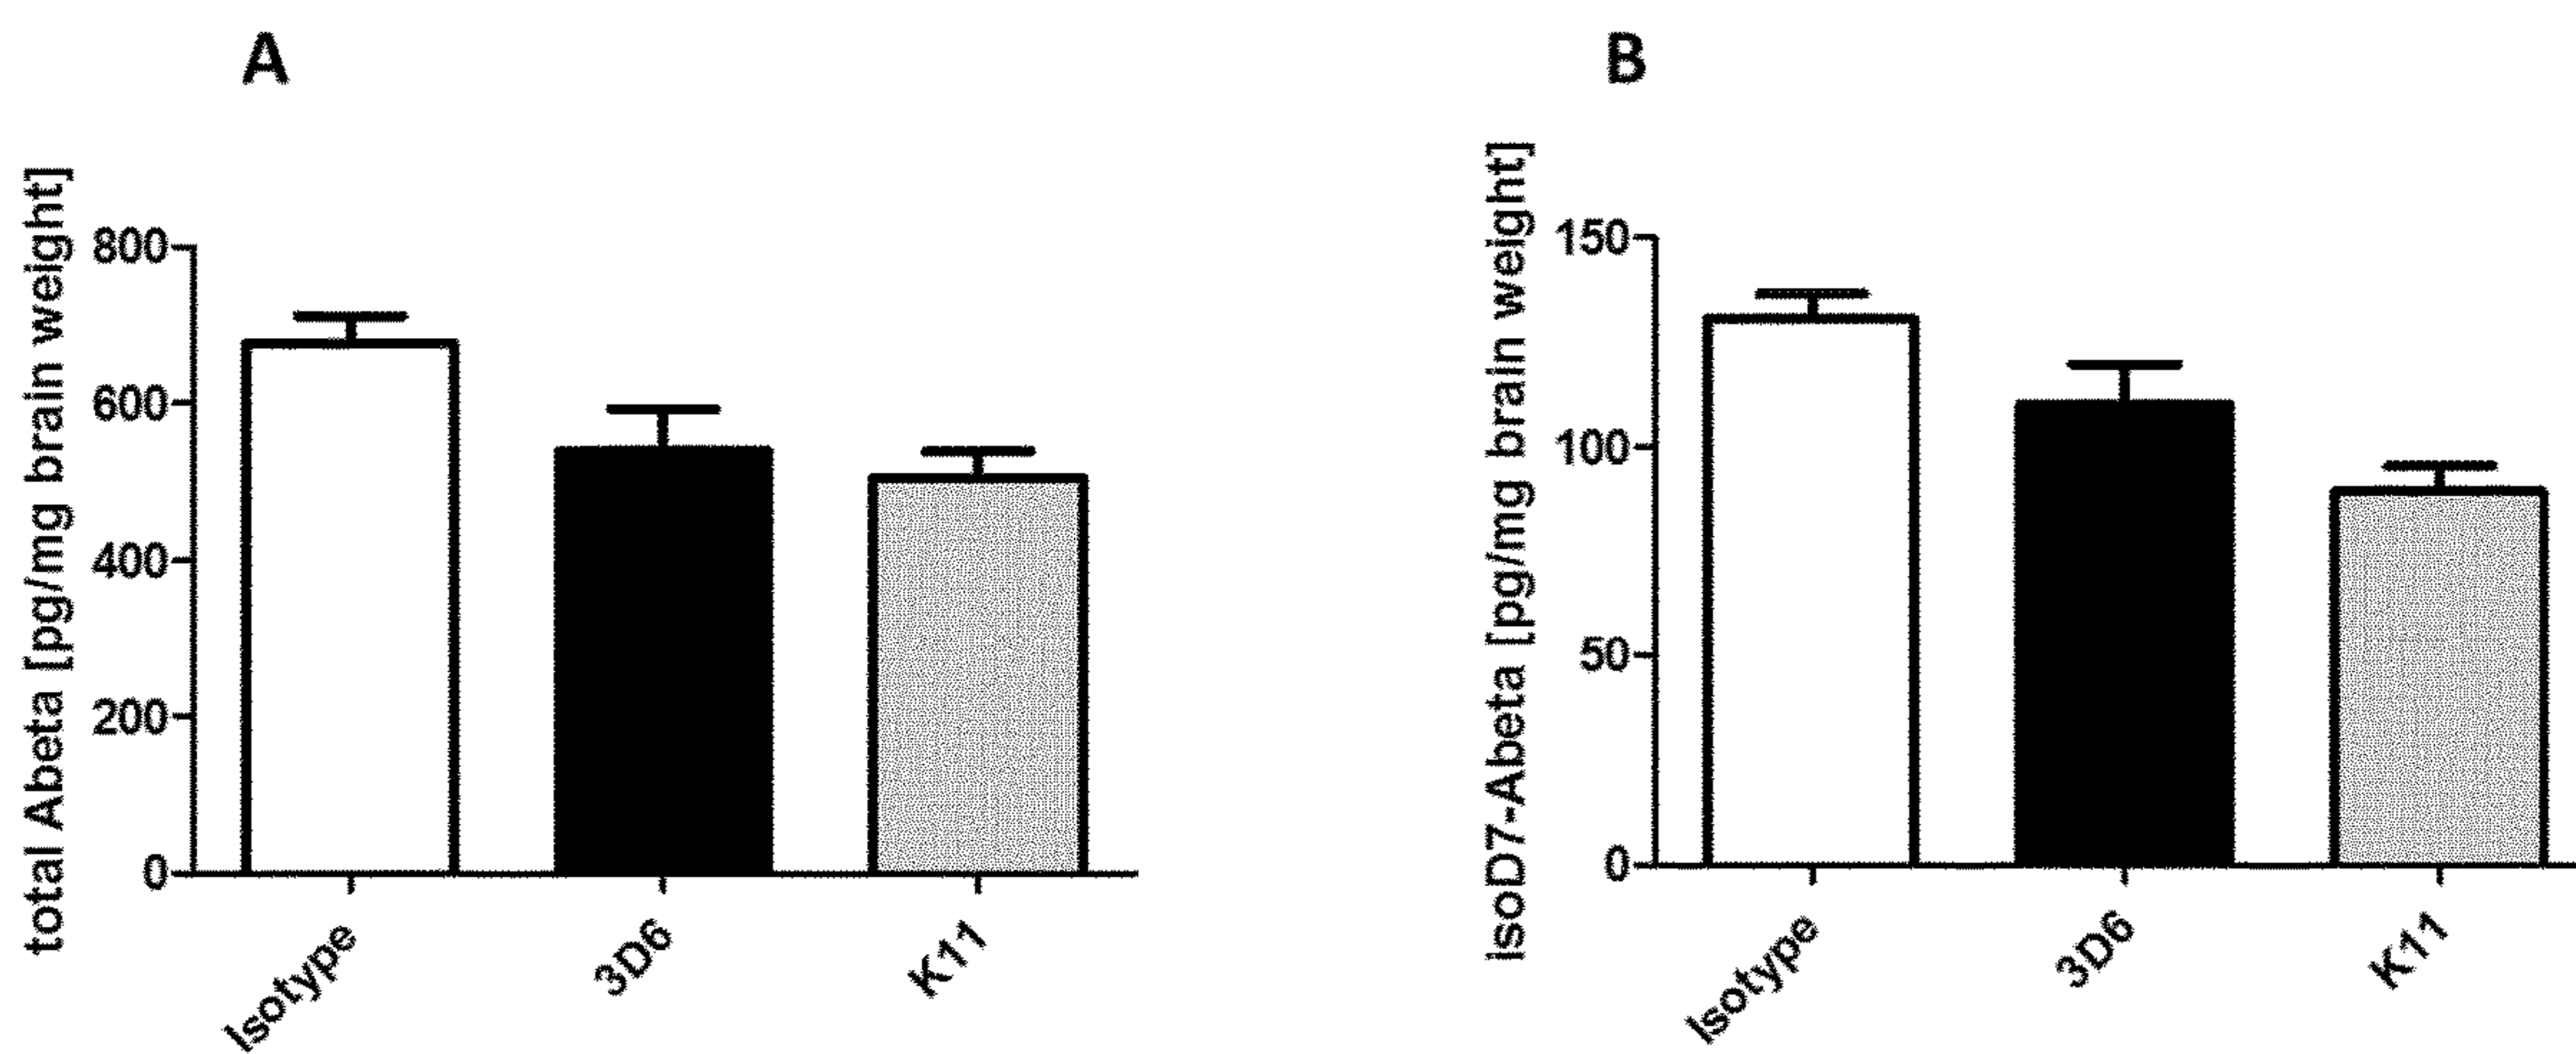 A
total Abeta [pg/mg brain weight]
800
600
400
200
0
Isotype
3D6
K11
B
IsoD7-Abeta [pg/mg brain weight]
150
100
50
0
Isotype
3D6
K11